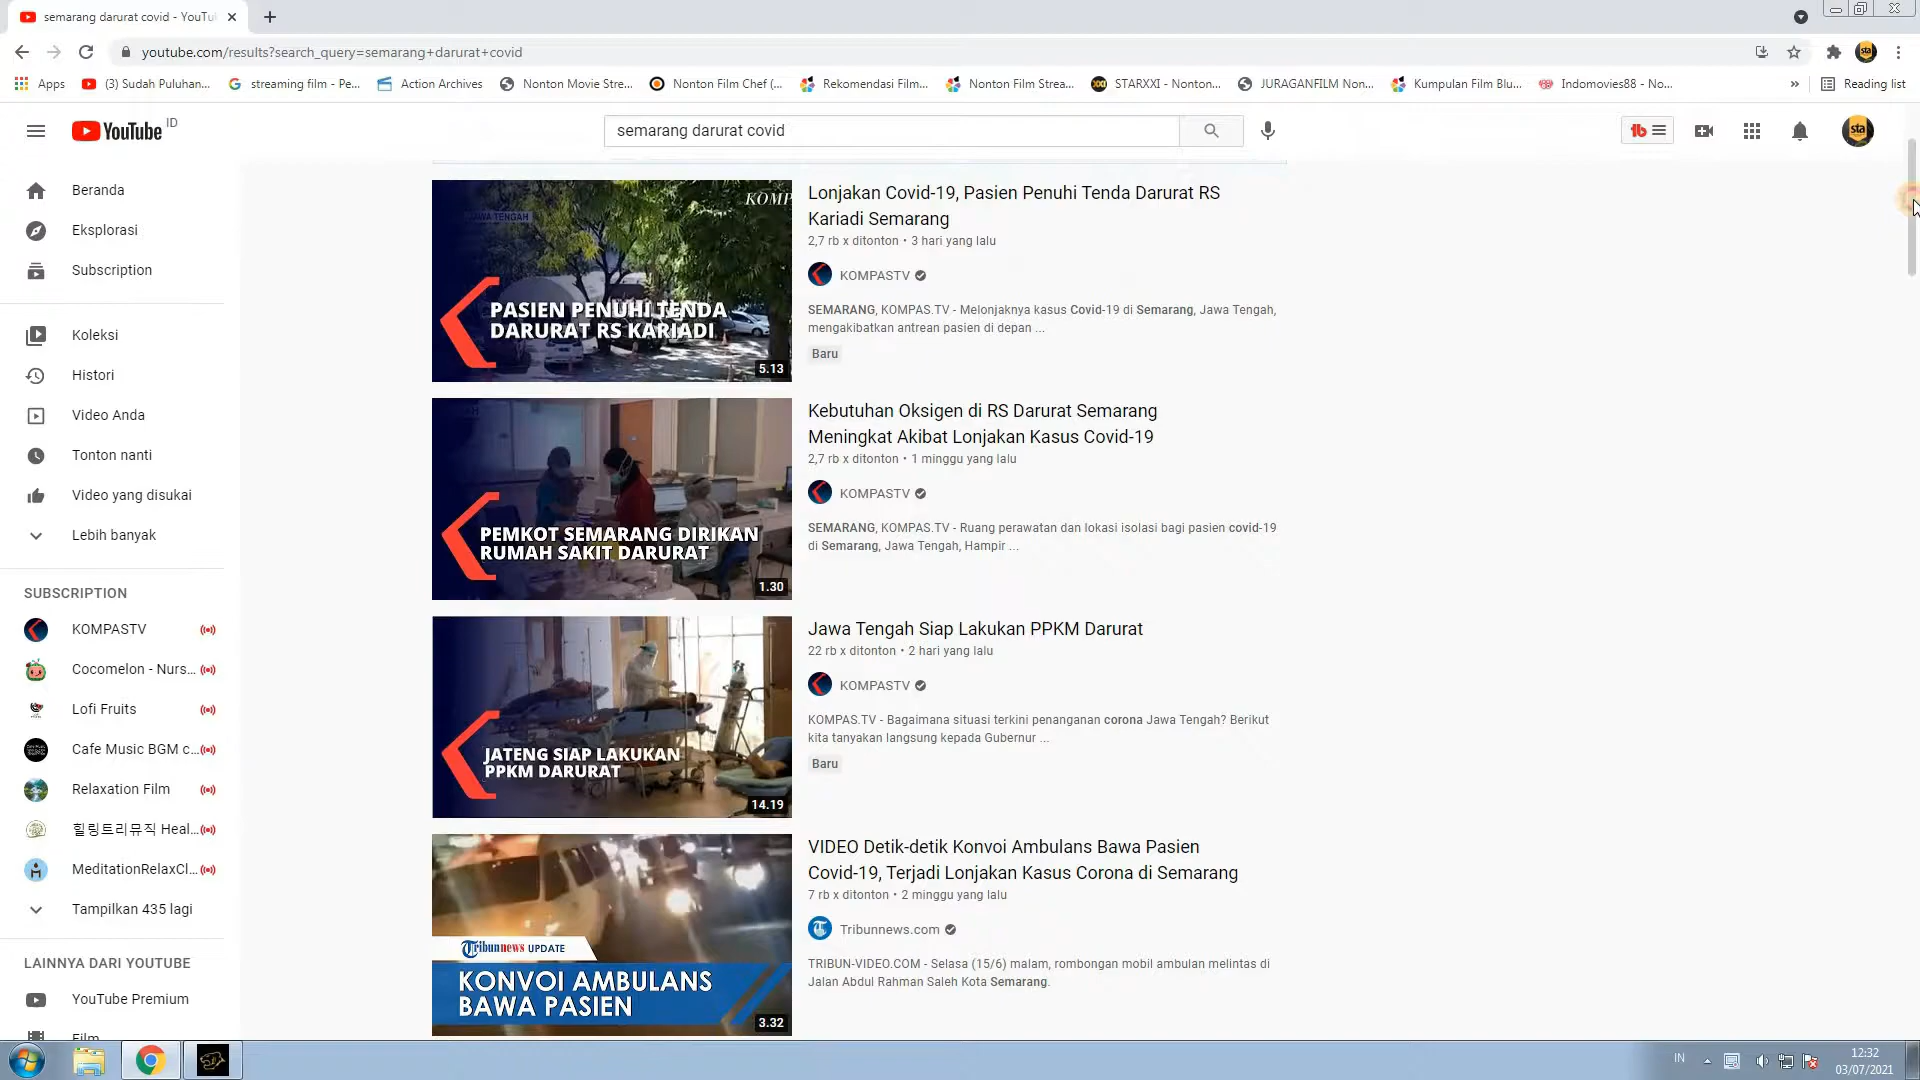 semarang darurat covid - YouTu
youtube.com/results?search_query=semarang+darurat+covid
Apps
(3) Sudah Puluhan...
streaming film - Pe...
Action Archives
Nonton Movie Stre...
Nonton Film Chef (...
Rekomendasi Film...
Nonton Film Strea...
STARXXI - Nonton...
JURAGANFILM Non...
Kumpulan Film Blu...
Indomovies88 - No...
»
Reading list
YouTube ID
semarang darurat covid
tb
sta
Beranda
Eksplorasi
Subscription
Koleksi
Histori
Video Anda
Tonton nanti
Video yang disukai
Lebih banyak
SUBSCRIPTION
KOMPASTV
Cocomelon - Nurs...
Lofi Fruits
Cafe Music BGM c...
Relaxation Film
힐링트리뮤직 Heal...
MeditationRelaxCl...
Tampilkan 435 lagi
LAINNYA DARI YOUTUBE
YouTube Premium
Film
KOMP
JAWA TENGAH
PASIEN PENUHI TENDA
DARURAT RS KARIADI
5.13
Lonjakan Covid-19, Pasien Penuhi Tenda Darurat RS
Kariadi Semarang
2,7 rb x ditonton • 3 hari yang lalu
KOMPASTV
SEMARANG, KOMPAS.TV - Melonjaknya kasus Covid-19 di Semarang, Jawa Tengah,
mengakibatkan antrean pasien di depan ...
Baru
PEMKOT SEMARANG DIRIKAN
RUMAH SAKIT DARURAT
1.30
Kebutuhan Oksigen di RS Darurat Semarang
Meningkat Akibat Lonjakan Kasus Covid-19
2,7 rb x ditonton • 1 minggu yang lalu
KOMPASTV
SEMARANG, KOMPAS.TV - Ruang perawatan dan lokasi isolasi bagi pasien covid-19
di Semarang, Jawa Tengah, Hampir ...
JATENG SIAP LAKUKAN
PPKM DARURAT
14.19
Jawa Tengah Siap Lakukan PPKM Darurat
22 rb x ditonton • 2 hari yang lalu
KOMPASTV
KOMPAS.TV - Bagaimana situasi terkini penanganan corona Jawa Tengah? Berikut
kita tanyakan langsung kepada Gubernur ...
Baru
Tribunnews UPDATE
KONVOI AMBULANS
BAWA PASIEN
3.32
VIDEO Detik-detik Konvoi Ambulans Bawa Pasien
Covid-19, Terjadi Lonjakan Kasus Corona di Semarang
7 rb x ditonton • 2 minggu yang lalu
Tribunnews.com
TRIBUN-VIDEO.COM - Selasa (15/6) malam, rombongan mobil ambulan melintas di
Jalan Abdul Rahman Saleh Kota Semarang.
IN
12:32
03/07/2021